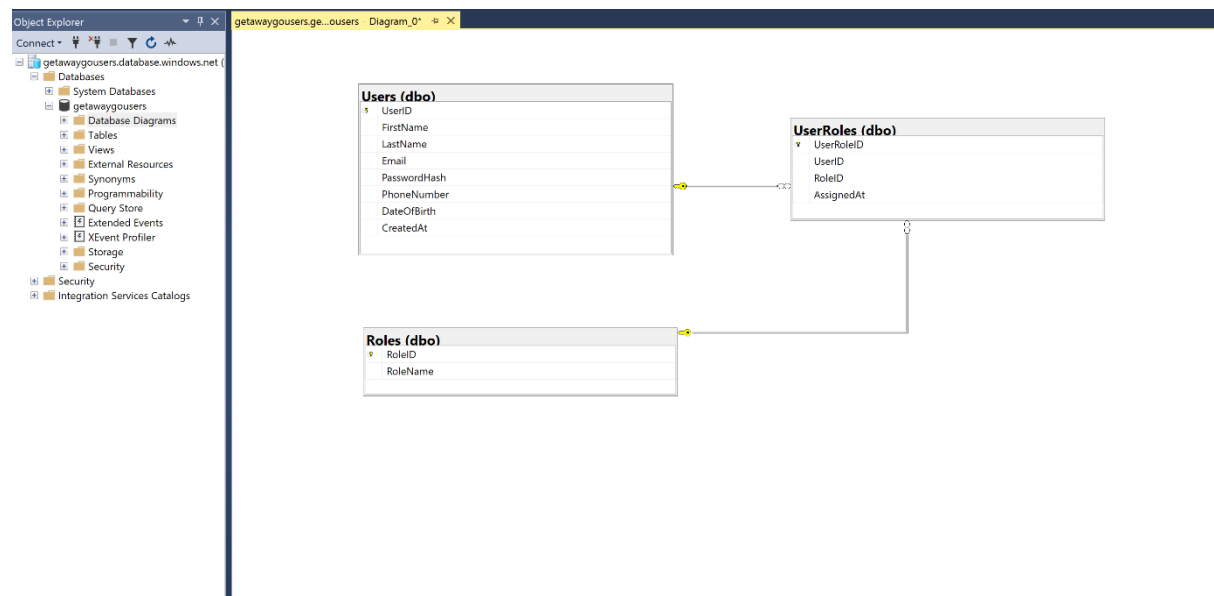 Object Explorer
Connect
getawaygousers.database.windows.net (
Databases
System Databases
getawaygousers
Database Diagrams
Tables
Views
External Resources
Synonyms
Programmability
Query Store
Extended Events
XEvent Profiler
Storage
Security
Security
Integration Services Catalogs
getawaygousers.ge...ousers - Diagram_0*
Users (dbo)
UserID
FirstName
LastName
Email
PasswordHash
PhoneNumber
DateOfBirth
CreatedAt
UserRoles (dbo)
UserRoleID
UserID
RoleID
AssignedAt
Roles (dbo)
RoleID
RoleName